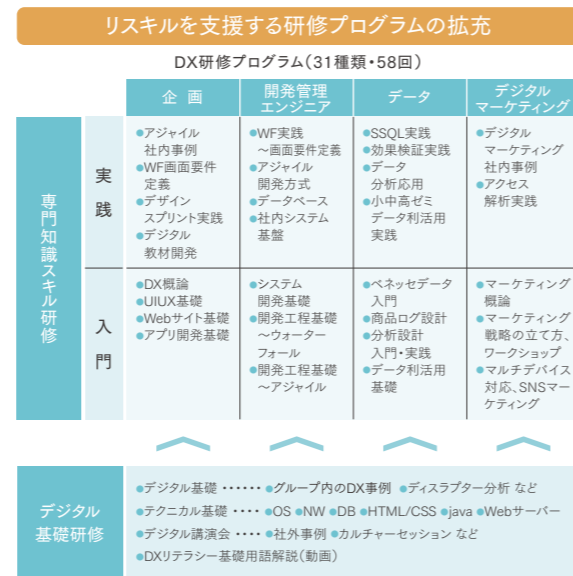 リスキルを支援する研修プログラムの拡充
DX研修プログラム（31種類・58回）
企 画
開発管理
エンジニア
データ
デジタル
マーケティング
専門知識スキル研修
実践
●アジャイル
社内事例
●WF画面要件
定義
●デザイン
スプリント実践
●デジタル
教材開発
●WF実践
～画面要件定義
●アジャイル
開発方式
●データベース
●社内システム
基盤
●SSQL実践
●効果検証実践
●データ
分析応用
●小中高ゼミ
データ利活用
実践
●デジタル
マーケティング
社内事例
●アクセス
解析実践
入門
●DX概論
●UIUX基礎
●Webサイト基礎
●アプリ開発基礎
●システム
開発基礎
●開発工程基礎
～ウォーター
フォール
●開発工程基礎
～アジャイル
●ベネッセデータ
入門
●商品ログ設計
●分析設計
入門・実践
●データ利活用
基礎
●マーケティング
概論
●マーケティング
戦略の立て方、
ワークショップ
●マルチデバイス
対応、SNSマー
ケティング
デジタル
基礎研修
●デジタル基礎 ・・・・・・ ●グループ内のDX事例 ●ディスラプター分析 など
●テクニカル基礎 ・・・・ ●OS ●NW ●DB ●HTML/CSS ●java ●Webサーバー
●デジタル講演会 ・・・・ ●社外事例 ●カルチャーセッション など
●DXリテラシー基礎用語解説（動画）